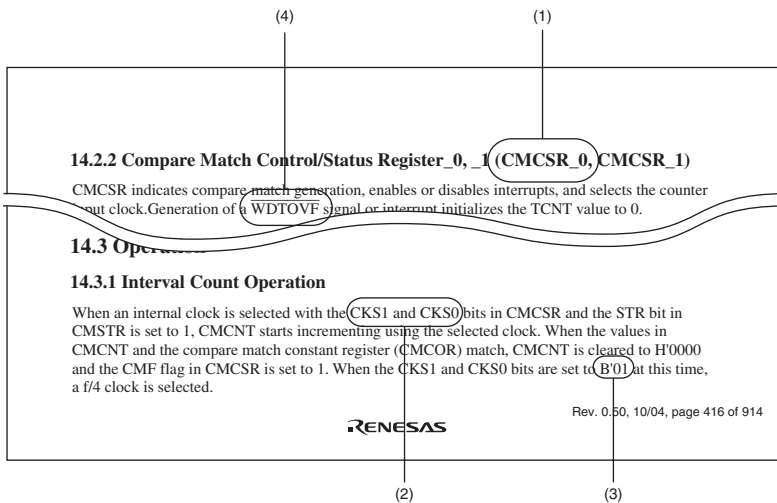 (4) (1)
14.2.2 Compare Match Control/Status Register_0, _1 (CMCSR_0, CMCSR_1)
CMCSR indicates compare match generation, enables or disables interrupts, and selects the counter
input clock.Generation of a WDTOVF signal or interrupt initializes the TCNT value to 0.
14.3 Operation
14.3.1 Interval Count Operation
When an internal clock is selected with the CKS1 and CKS0 bits in CMCSR and the STR bit in
CMSTR is set to 1, CMCNT starts incrementing using the selected clock. When the values in
CMCNT and the compare match constant register (CMCOR) match, CMCNT is cleared to H'0000
and the CMF flag in CMCSR is set to 1. When the CKS1 and CKS0 bits are set to B'01 at this time,
a f/4 clock is selected.
Rev. 0.50, 10/04, page 416 of 914
RENESAS
(2) (3)